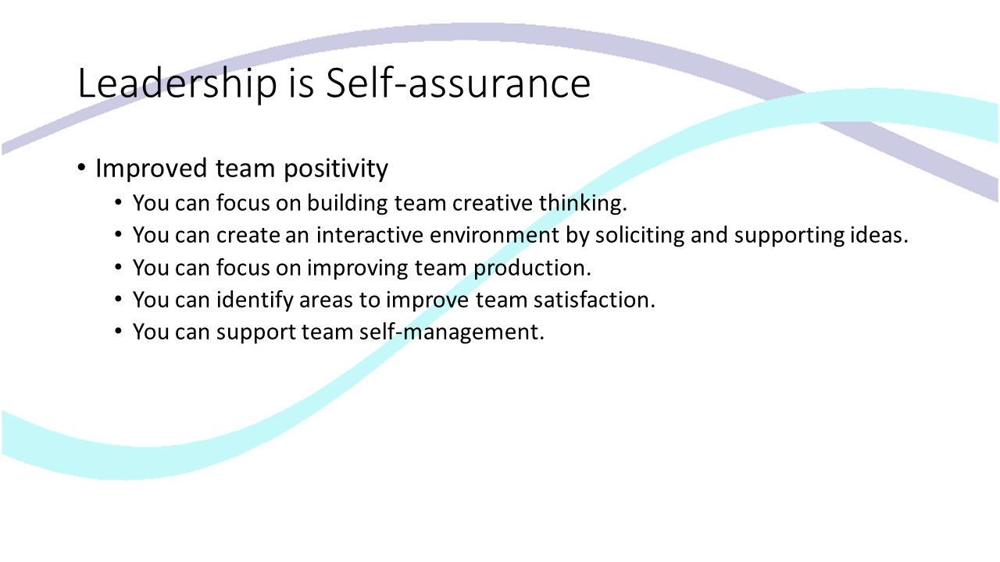 Leadership is Self-assurance
• Improved team positivity
• You can focus on building team creative thinking.
• You can create an interactive environment by soliciting and supporting ideas.
• You can focus on improving team production.
• You can identify areas to improve team satisfaction.
• You can support team self-management.